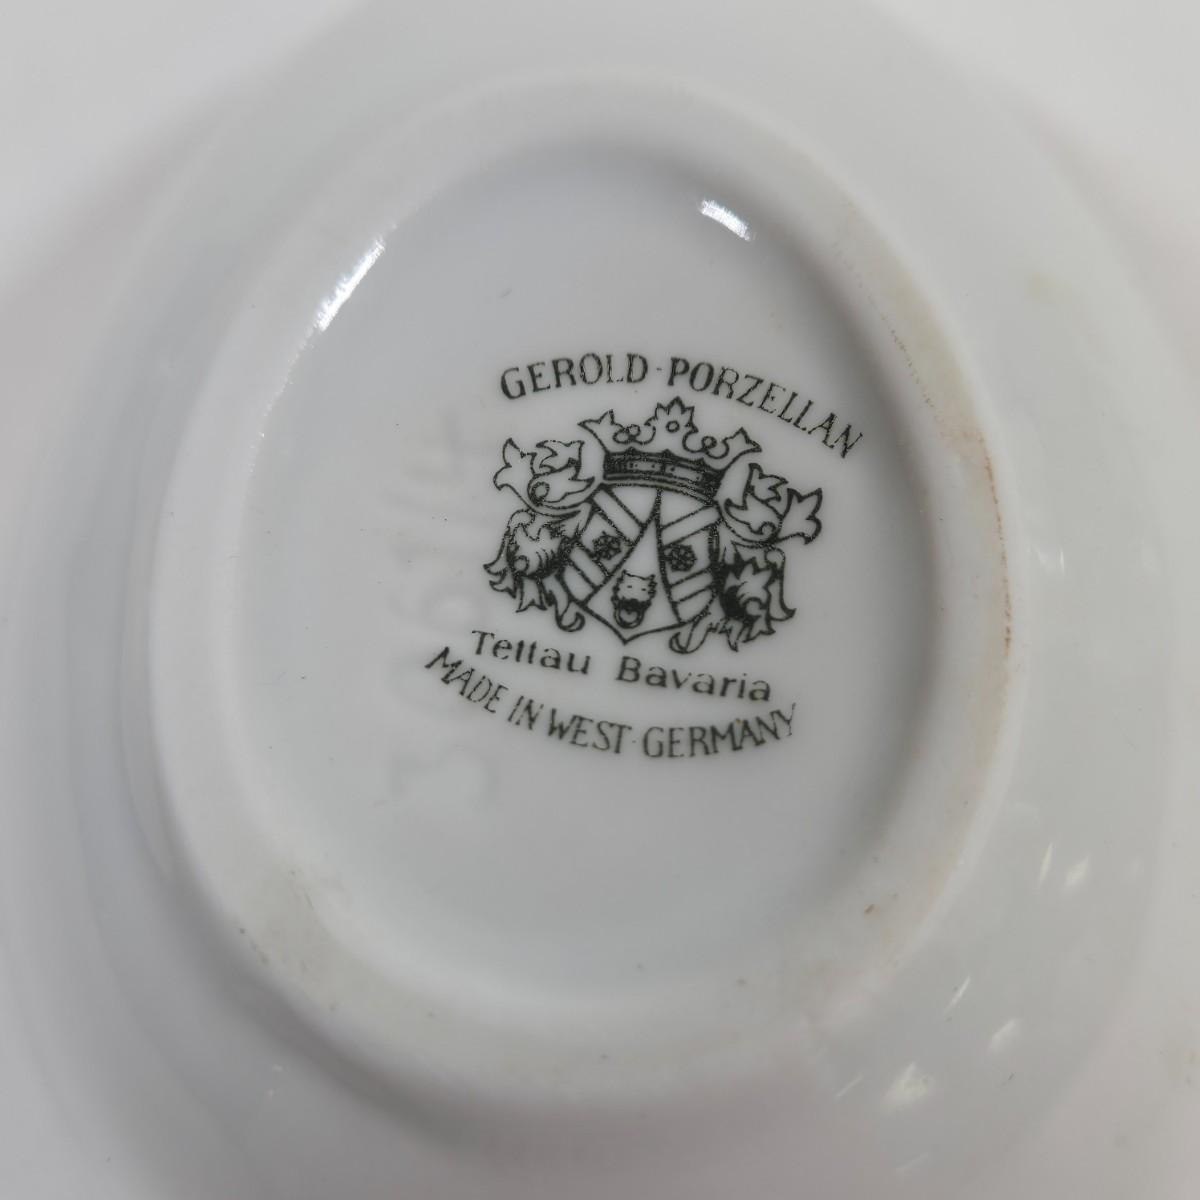 GEROLD·PORZELLAN
Tettau Bavaria
MADE IN WEST·GERMANY